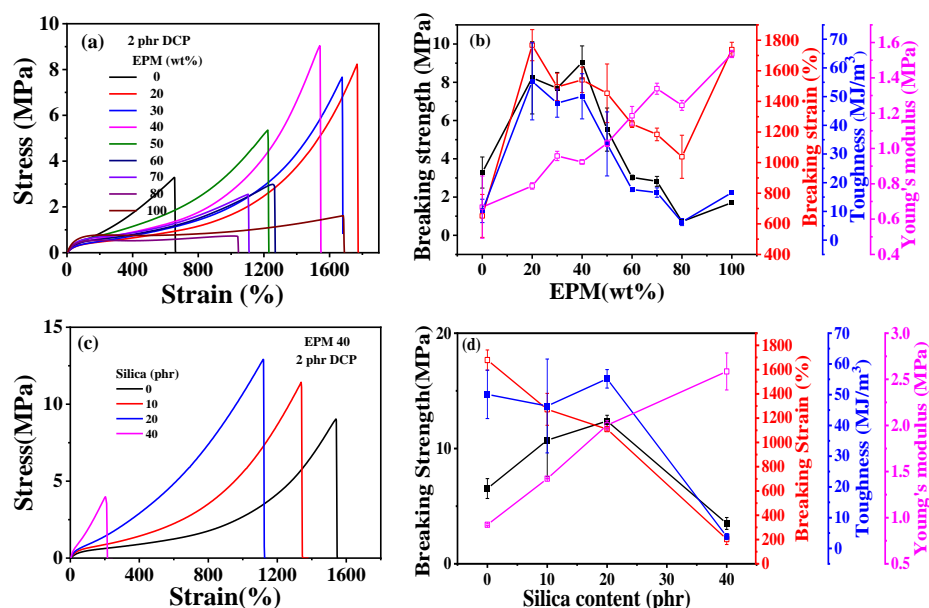 (a)
2 phr DCP
EPM (wt%)
0
20
30
40
50
60
70
80
100
Stress (MPa)
10
8
6
4
2
0
0 400 800 1200 1600
Strain (%)
(b)
Breaking strength(MPa)
10
8
6
4
2
0
0 20 40 60 80 100
EPM(wt%)
1800
1600
1400
1200
1000
800
600
400
Breaking strain (%)
70
60
50
40
30
20
10
0
Toughness (MJ/m3)
1.6
1.4
1.2
1.0
0.8
0.6
0.4
Young's modulus (MPa)
(c)
EPM 40
2 phr DCP
Silica (phr)
0
10
20
40
Stress(MPa)
15
10
5
0
0 400 800 1200 1600
Strain(%)
(d)
Breaking Strength(MPa)
20
10
0
0 10 20 30 40
Silica content (phr)
1800
1600
1400
1200
1000
800
600
400
200
0
Breaking Strain (%)
70
60
50
40
30
20
10
0
Toughness (MJ/m3)
3.0
2.5
2.0
1.5
1.0
0.5
Young's modulus (MPa)